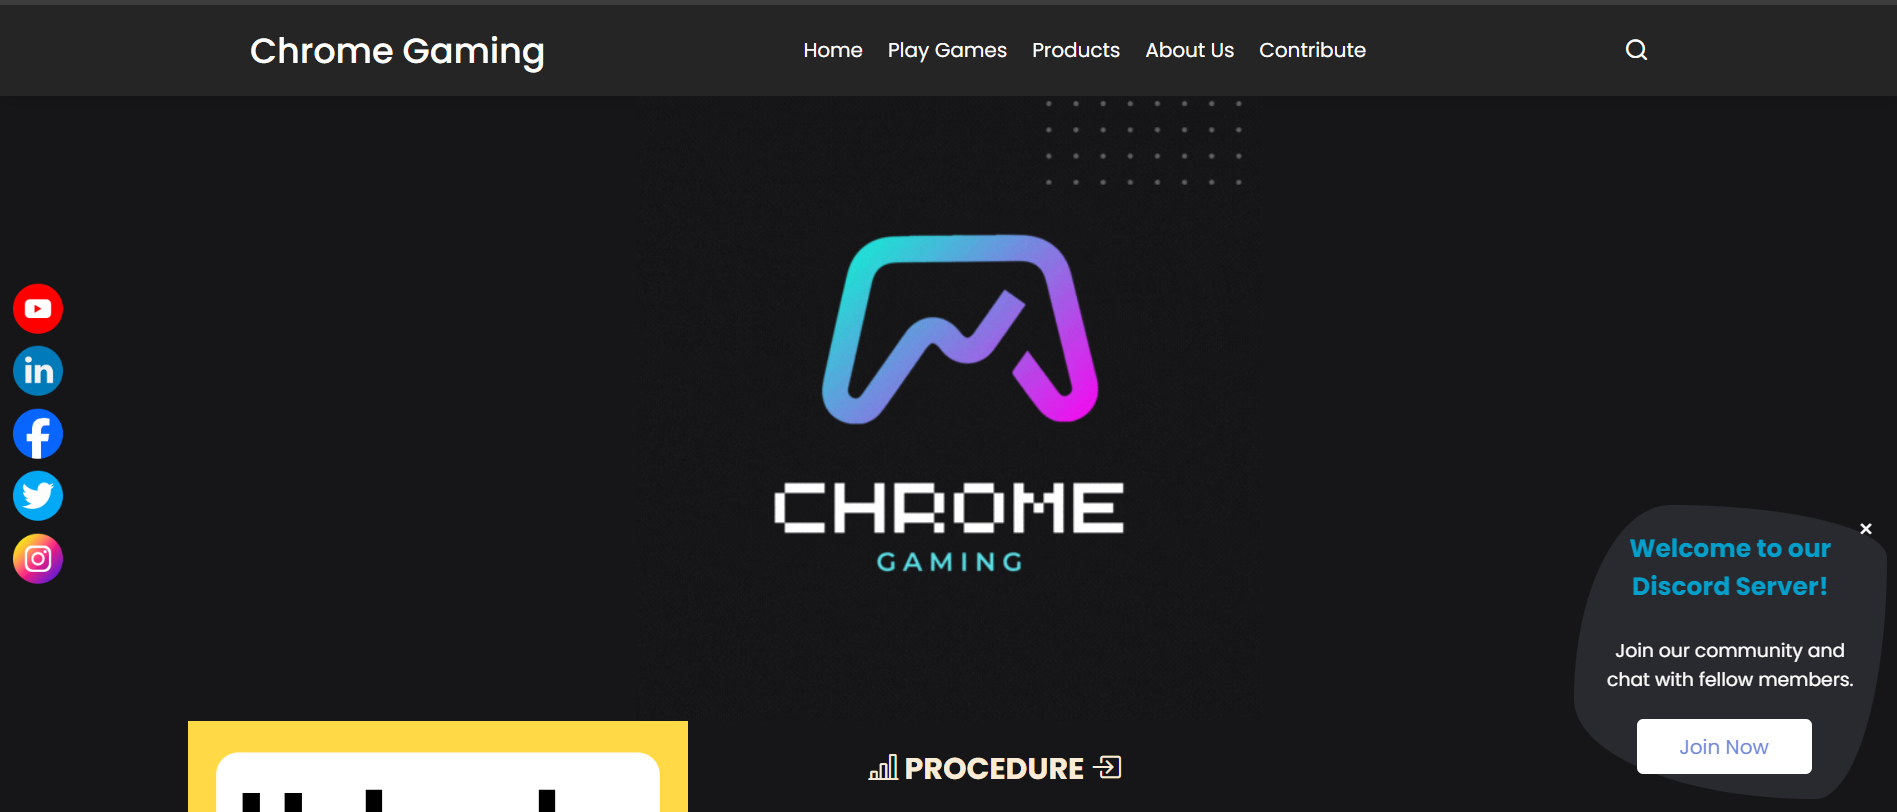 Chrome Gaming
Home Play Games Products About Us Contribute
CHROME
GAMING
Welcome to our
Discord Server!
Join our community and
chat with fellow members.
Join Now
PROCEDURE